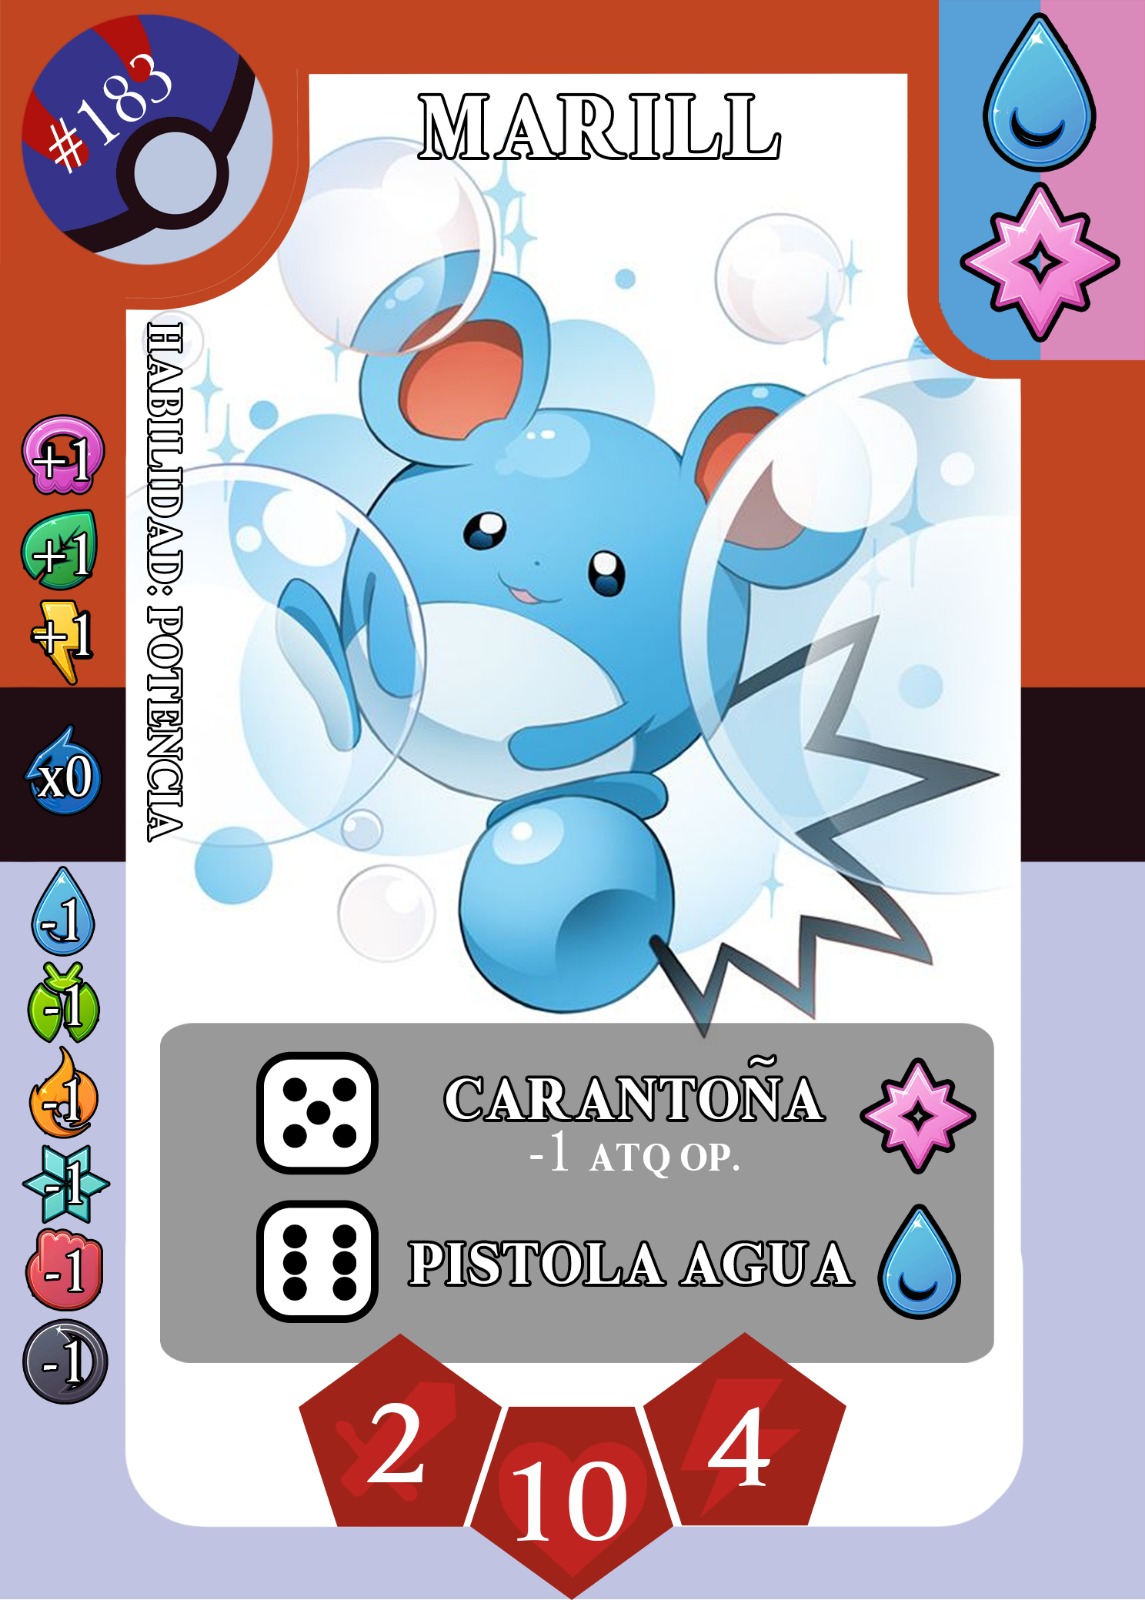 #183
MARILL
HABILIDAD: POTENCIA
+1
+1
+1
x0
-1
-1
-1
-1
-1
-1
CARANTOÑA
-1 ATQ OP.
PISTOLA AGUA
2
10
4